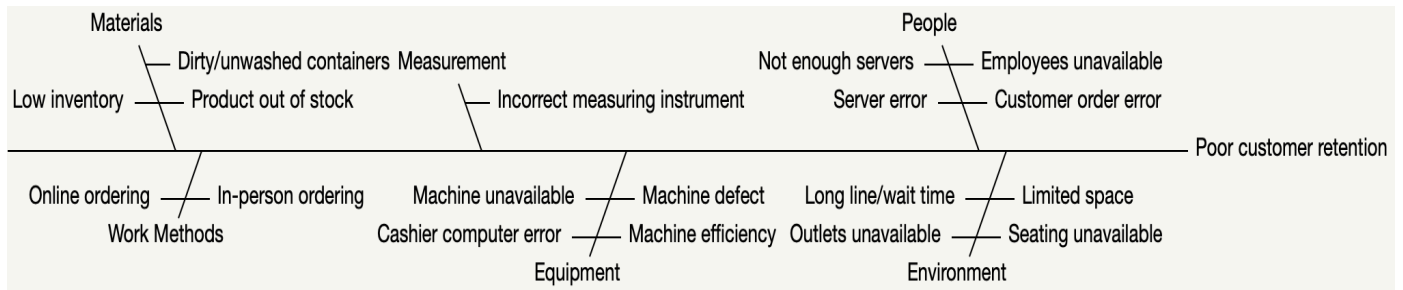 Materials
People
Dirty/unwashed containers
Measurement
Not enough servers
Employees unavailable
Low inventory
Product out of stock
Incorrect measuring instrument
Server error
Customer order error
Poor customer retention
Online ordering
In-person ordering
Machine unavailable
Machine defect
Long line/wait time
Limited space
Work Methods
Cashier computer error
Machine efficiency
Outlets unavailable
Seating unavailable
Equipment
Environment